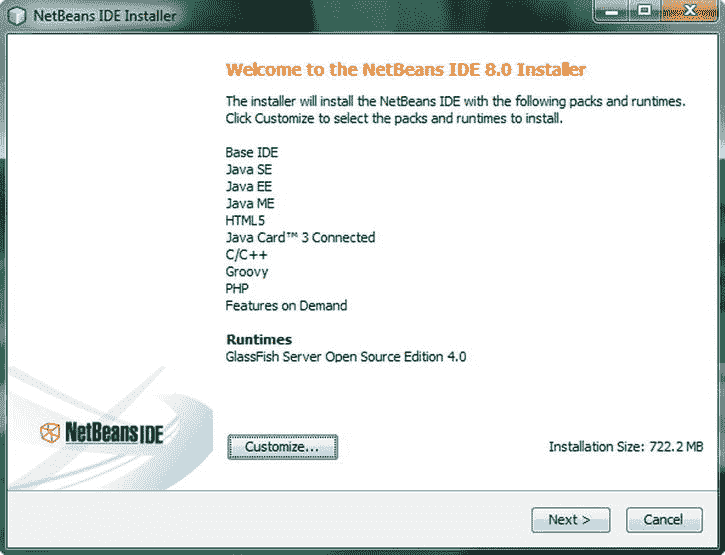 NetBeans IDE Installer
Welcome to the NetBeans IDE 8.0 Installer
The installer will install the NetBeans IDE with the following packs and runtimes.
Click Customize to select the packs and runtimes to install.
Base IDE
Java SE
Java EE
Java ME
HTML5
Java Card™ 3 Connected
C/C++
Groovy
PHP
Features on Demand
Runtimes
GlassFish Server Open Source Edition 4.0
NetBeans IDE
Customize...
Installation Size: 722.2 MB
Next >
Cancel